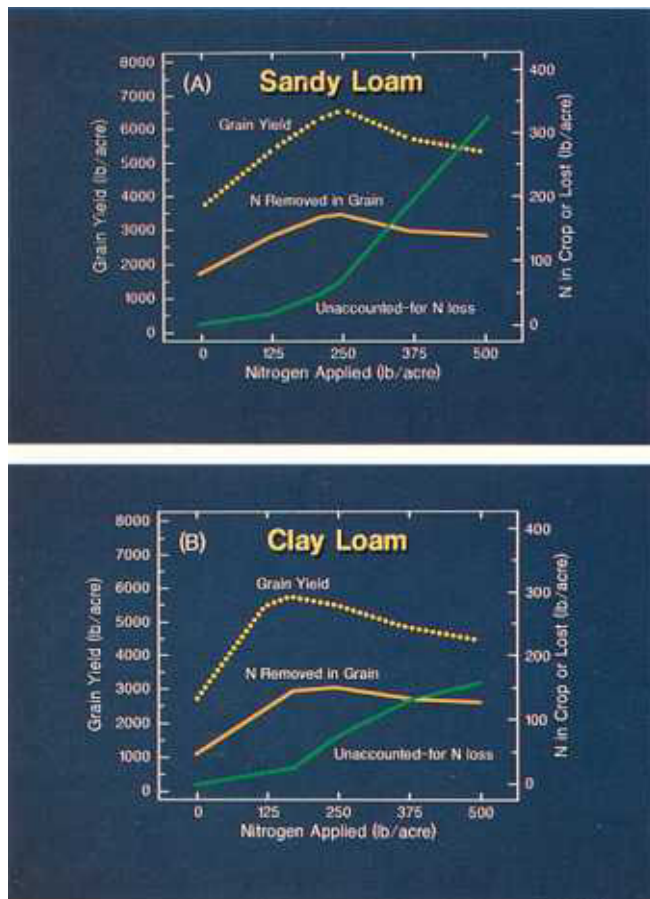 (A) Sandy Loam
8000
7000
6000
5000
4000
3000
2000
1000
0
Grain Yield (lb/acre)
400
300
200
100
0
N in Crop or Lost (lb/acre)
Grain Yield
N Removed in Grain
Unaccounted-for N loss
0 125 250 375 500
Nitrogen Applied (lb/acre)
(B) Clay Loam
8000
7000
6000
5000
4000
3000
2000
1000
0
Grain Yield (lb/acre)
400
300
200
100
0
N in Crop or Lost (lb/acre)
Grain Yield
N Removed in Grain
Unaccounted-for N loss
0 125 250 375 500
Nitrogen Applied (lb/acre)